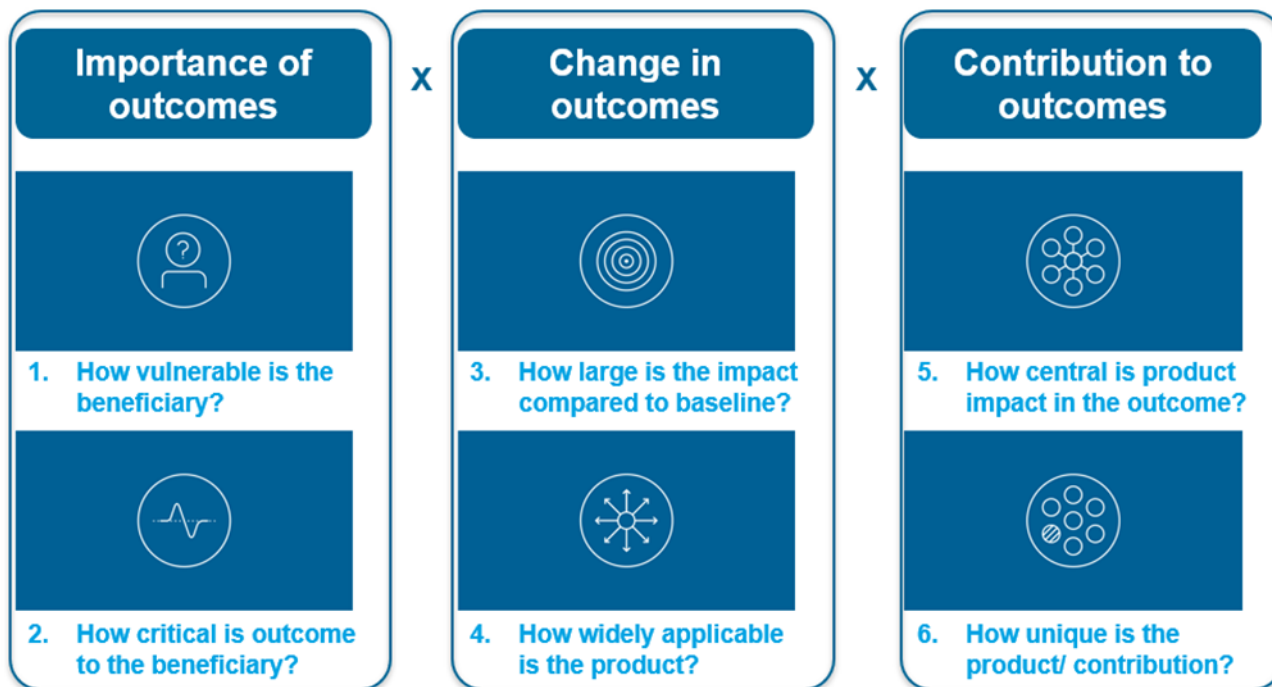 Importance of
outcomes
x
Change in
outcomes
x
Contribution to
outcomes
?
1. How vulnerable is the
beneficiary?
2. How critical is outcome
to the beneficiary?
3. How large is the impact
compared to baseline?
4. How widely applicable
is the product?
5. How central is product
impact in the outcome?
6. How unique is the
product/ contribution?